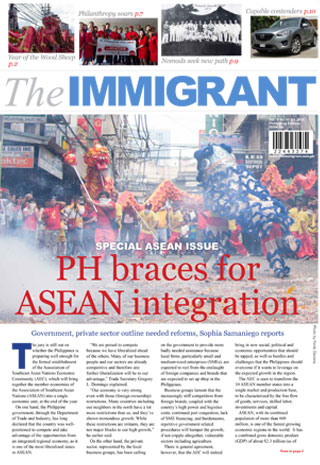 Philanthropy soars p.7
Capable contenders p.10
Year of the Wood Sheep
p.2
Nomads seek new path p.9
The IMMIGRANT
SPECIAL ASEAN ISSUE
PH braces for
ASEAN integration
Government, private sector outline needed reforms, Sophia Samaniego reports
The jury is still out on
whether the Philippines is
preparing well enough for
the formal establishment
of the Association of
Southeast Asian Nations Economic
Community (AEC), which will bring
together the member economies of
the Association of Southeast Asian
Nations (ASEAN) into a single
economic unit, at the end of the year.
On one hand, the Philippine
government, through the Department
of Trade and Industry, has long
declared that the country was well-
positioned to compete and take
advantage of the opportunities from
an integrated regional economy, as it
is one of the most liberalized states
in ASEAN.
"We are poised to compete
because we have liberalized ahead
of the others. Many of our business
people and our sectors are already
competitive and therefore any
further liberalization will be to our
advantage," Trade Secretary Gregory
L. Domingo explained.
"Our economy is very strong
even with those (foreign ownership)
restrictions. Many countries including
our neighbors in the north have a lot
more restrictions than us, and they've
shown tremendous growth. While
these restrictions are irritants, they are
not major blocks to our high growth,"
the earlier said.
On the other hand, the private
sector, represented by the local
business groups, has been calling
on the government to provide more
badly needed assistance because
local firms, particularly small and
medium-sized enterprises (SMEs), are
expected to reel from the onslaught
of foreign companies and brands that
are expected to set up shop in the
Philippines.
Business groups lament that the
increasingly stiff competition from
foreign brands, coupled with the
country's high power and logistics
costs, continued port congestion, lack
of SME financing, and burdensome,
repetitive government-related
procedures will hamper the growth,
if not cripple altogether, vulnerable
sectors including agriculture.
There is general agreement,
however, that the AEC will indeed
bring in new social, political and
economic opportunities that should
be tapped, as well as hurdles and
challenges that the Philippines should
overcome if it wants to leverage on
the expected growth in the region.
The AEC is seen to transform the
10 ASEAN member states into a
single market and production base,
to be characterized by the free flow
of goods, services, skilled labor,
investments and capital.
ASEAN, with its combined
population of more than 600
million, is one of the fastest growing
economic regions in the world. It has
a combined gross domestic product
(GDP) of about $2.3 trillion (as of